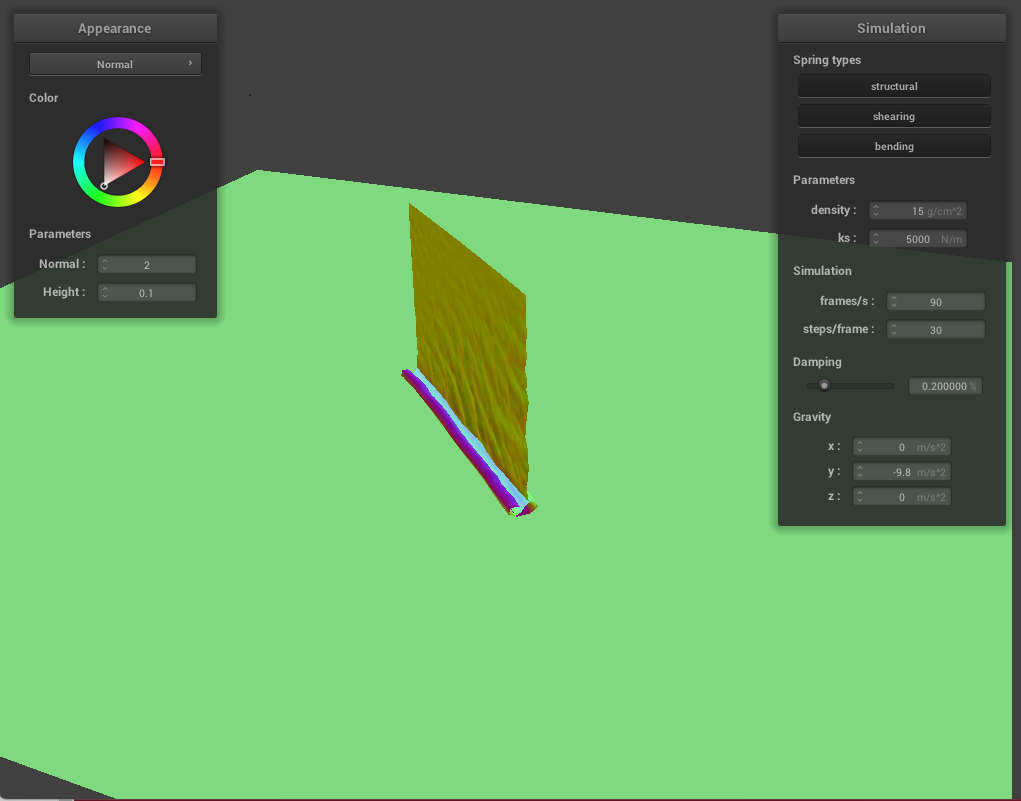 Appearance
Normal
Color
Parameters
Normal : 2
Height : 0.1
Simulation
Spring types
structural
shearing
bending
Parameters
density : 15 g/cm^2
ks : 5000 N/m
Simulation
frames/s : 90
steps/frame : 30
Damping
0.200000 %
Gravity
x : 0 m/s^2
y : -9.8 m/s^2
z : 0 m/s^2